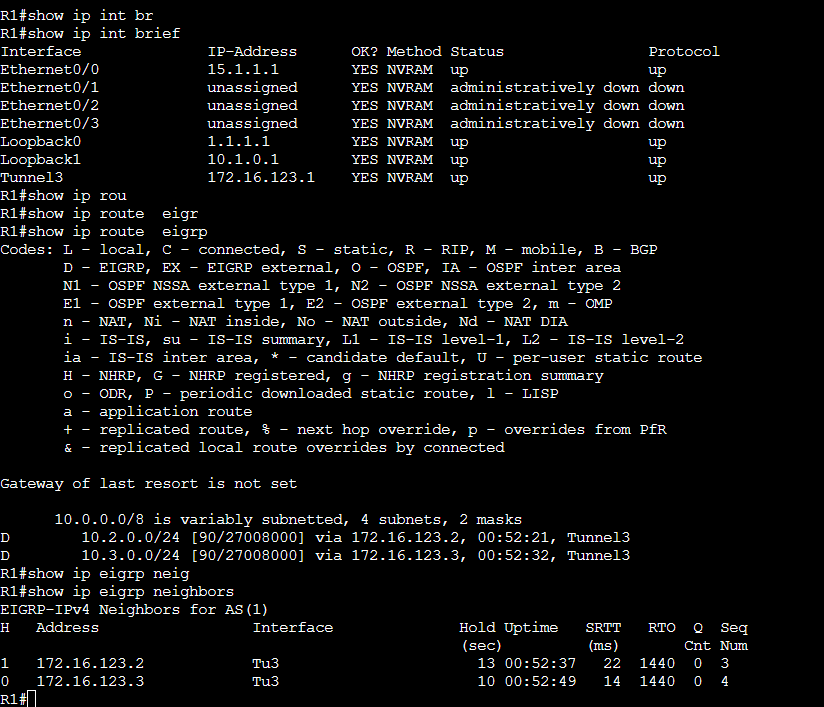 R1#show ip int br
R1#show ip int brief
Interface              IP-Address      OK? Method Status                Protocol
Ethernet0/0            15.1.1.1        YES NVRAM  up                    up
Ethernet0/1            unassigned      YES NVRAM  administratively down down
Ethernet0/2            unassigned      YES NVRAM  administratively down down
Ethernet0/3            unassigned      YES NVRAM  administratively down down
Loopback0              1.1.1.1         YES NVRAM  up                    up
Loopback1              10.1.0.1        YES NVRAM  up                    up
Tunnel3                172.16.123.1    YES NVRAM  up                    up
R1#show ip rou
R1#show ip route  eigr
R1#show ip route  eigrp
Codes: L - local, C - connected, S - static, R - RIP, M - mobile, B - BGP
       D - EIGRP, EX - EIGRP external, O - OSPF, IA - OSPF inter area
       N1 - OSPF NSSA external type 1, N2 - OSPF NSSA external type 2
       E1 - OSPF external type 1, E2 - OSPF external type 2, m - OMP
       n - NAT, Ni - NAT inside, No - NAT outside, Nd - NAT DIA
       i - IS-IS, su - IS-IS summary, L1 - IS-IS level-1, L2 - IS-IS level-2
       ia - IS-IS inter area, * - candidate default, U - per-user static route
       H - NHRP, G - NHRP registered, g - NHRP registration summary
       o - ODR, P - periodic downloaded static route, l - LISP
       a - application route
       + - replicated route, % - next hop override, p - overrides from PfR
       & - replicated local route overrides by connected

Gateway of last resort is not set

      10.0.0.0/8 is variably subnetted, 4 subnets, 2 masks
D        10.2.0.0/24 [90/27008000] via 172.16.123.2, 00:52:21, Tunnel3
D        10.3.0.0/24 [90/27008000] via 172.16.123.3, 00:52:32, Tunnel3
R1#show ip eigrp neig
R1#show ip eigrp neighbors
EIGRP-IPv4 Neighbors for AS(1)
H   Address                 Interface              Hold Uptime   SRTT   RTO  Q  Seq
                                                   (sec)         (ms)       Cnt Num
1   172.16.123.2            Tu3                      13 00:52:37   22  1440  0  3
0   172.16.123.3            Tu3                      10 00:52:49   14  1440  0  4
R1#